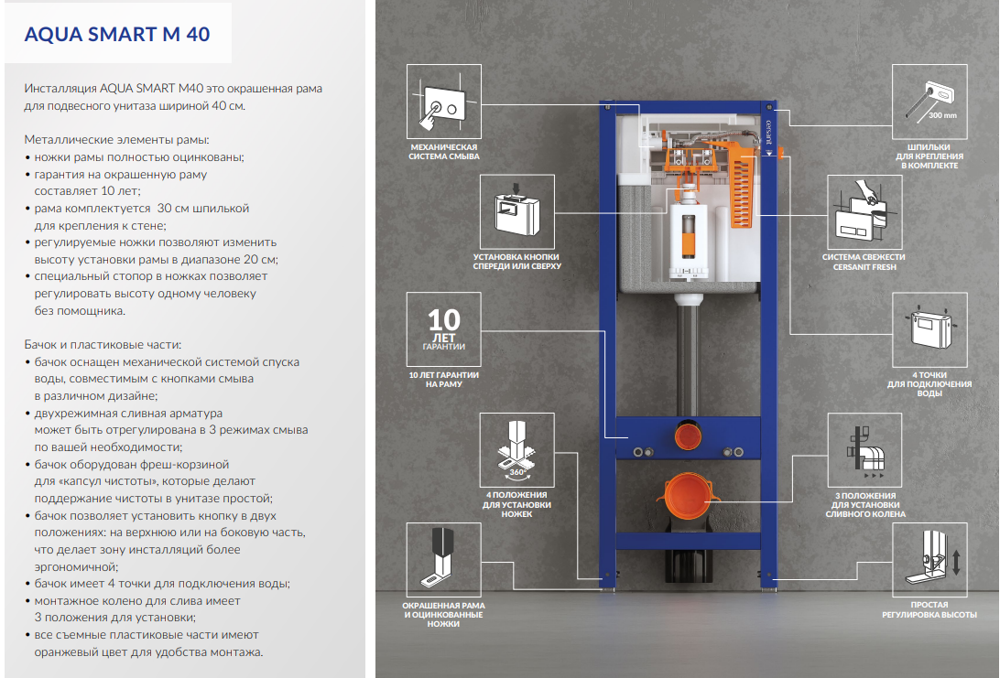 AQUA SMART M 40
Инсталляция AQUA SMART M40 это окрашенная рама
для подвесного унитаза шириной 40 см.
Металлические элементы рамы:
• ножки рамы полностью оцинкованы;
• гарантия на окрашенную раму
составляет 10 лет;
• рама комплектуется 30 см шпилькой
для крепления к стене;
• регулируемые ножки позволяют изменить
высоту установки рамы в диапазоне 20 см;
• специальный стопор в ножках позволяет
регулировать высоту одному человеку
без помощника.
Бачок и пластиковые части:
• бачок оснащен механической системой спуска
воды, совместимым с кнопками смыва
в различном дизайне;
• двухрежимная сливная арматура
может быть отрегулирована в 3 режимах смыва
по вашей необходимости;
• бачок оборудован фреш-корзиной
для «капсул чистоты», которые делают
поддержание чистоты в унитазе простой;
• бачок позволяет установить кнопку в двух
положениях: на верхнюю или на боковую часть,
что делает зону инсталляций более
эргономичной;
• бачок имеет 4 точки для подключения воды;
• монтажное колено для слива имеет
3 положения для установки;
• все съемные пластиковые части имеют
оранжевый цвет для удобства монтажа.
МЕХАНИЧЕСКАЯ
СИСТЕМА СМЫВА
УСТАНОВКА КНОПКИ
СПЕРЕДИ ИЛИ СВЕРХУ
10
ЛЕТ
ГАРАНТИИ
10 ЛЕТ ГАРАНТИИ
НА РАМУ
360°
4 ПОЛОЖЕНИЯ
ДЛЯ УСТАНОВКИ
НОЖЕК
ОКРАШЕННАЯ РАМА
И ОЦИНКОВАННЫЕ
НОЖКИ
cersanit
300 mm
ШПИЛЬКИ
ДЛЯ КРЕПЛЕНИЯ
В КОМПЛЕКТЕ
СИСТЕМА СВЕЖЕСТИ
CERSANIT FRESH
4 ТОЧКИ
ДЛЯ ПОДКЛЮЧЕНИЯ
ВОДЫ
3 ПОЛОЖЕНИЯ
ДЛЯ УСТАНОВКИ
СЛИВНОГО КОЛЕНА
ПРОСТАЯ
РЕГУЛИРОВКА ВЫСОТЫ